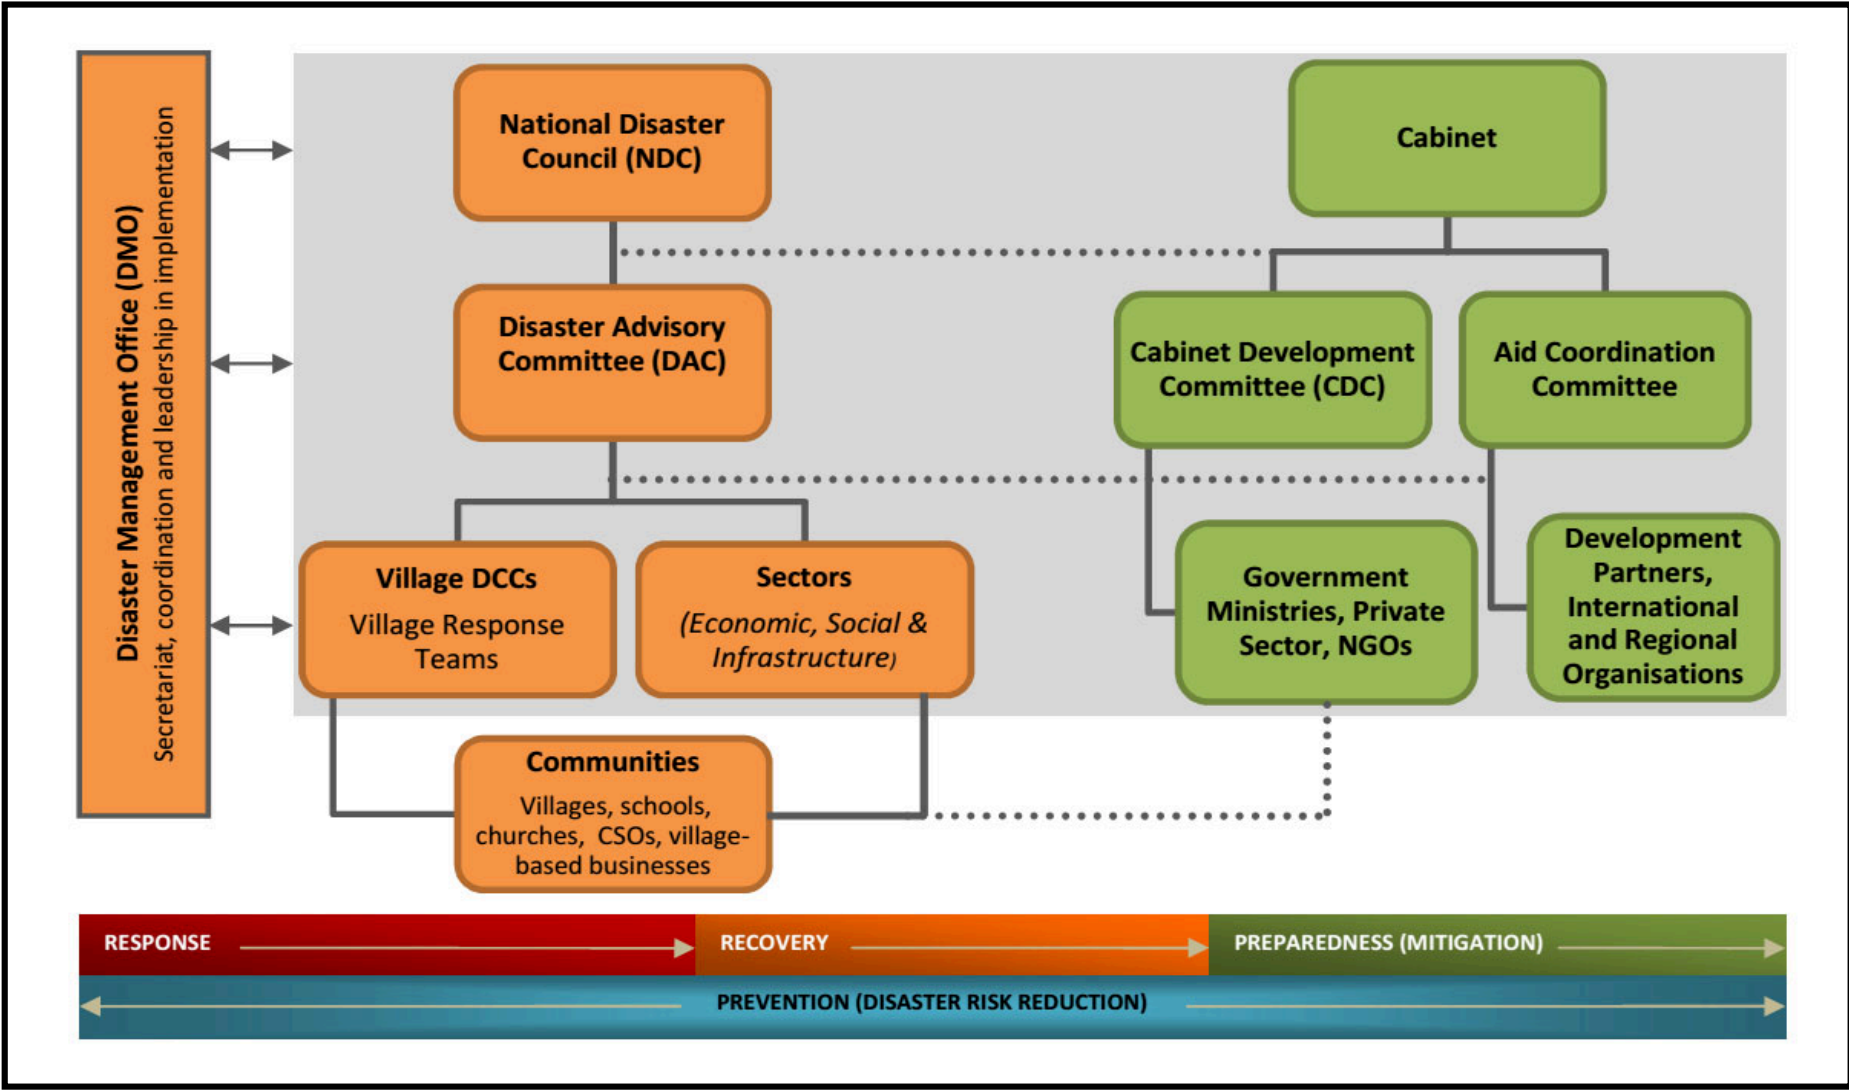 Disaster Management Office (DMO)
Secretariat, coordination and leadership in implementation
National Disaster
Council (NDC)
Cabinet
Disaster Advisory
Committee (DAC)
Cabinet Development
Committee (CDC)
Aid Coordination
Committee
Village DCCs
Village Response
Teams
Sectors
(Economic, Social &
Infrastructure)
Government
Ministries, Private
Sector, NGOs
Development
Partners,
International
and Regional
Organisations
Communities
Villages, schools,
churches, CSOs, village-
based businesses
RESPONSE
RECOVERY
PREPAREDNESS (MITIGATION)
PREVENTION (DISASTER RISK REDUCTION)